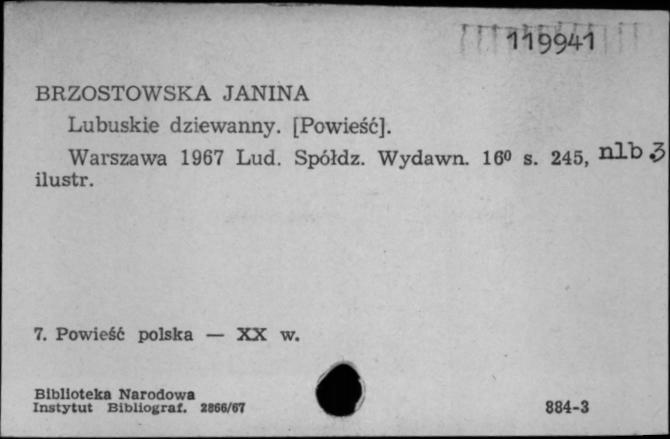 119941
BRZOSTOWSKA JANINA
Lubuskie dziewanny. [Powieść].
Warszawa 1967 Lud. Spółdz. Wydawn. 16⁰ s. 245, nlb 3
ilustr.
7. Powieść polska — XX w.
Biblioteka Narodowa
Instytut Bibliograf. 2866/67
884-3